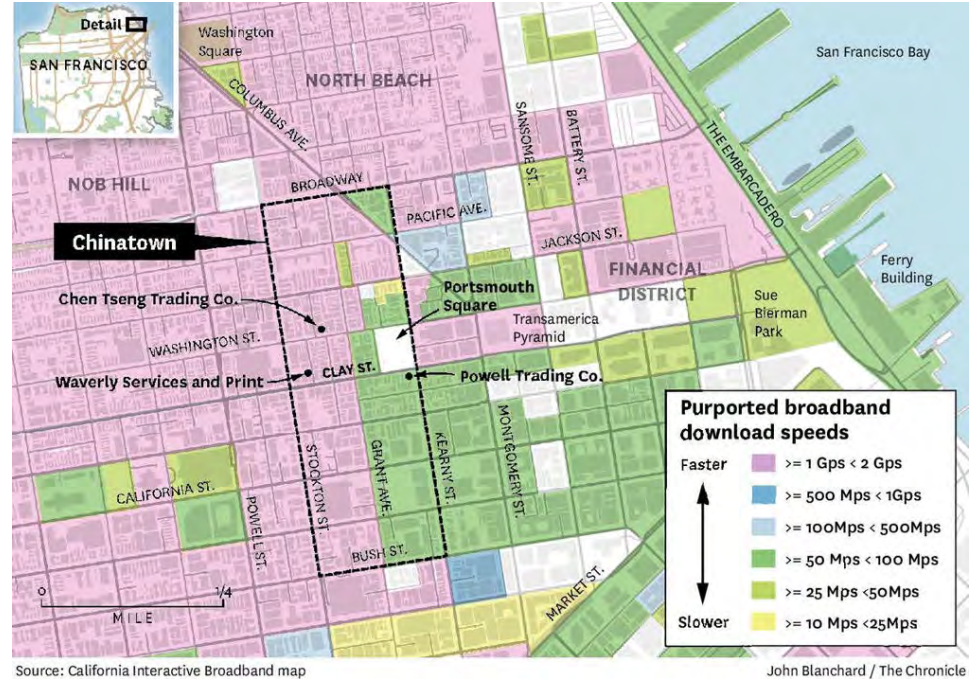 Detail
SAN FRANCISCO
Washington
Square
NORTH BEACH
San Francisco Bay
COLUMBUS AVE.
SANSOME ST.
BATTERY ST.
THE EMBARCADERO
NOB HILL
BROADWAY
PACIFIC AVE.
Chinatown
JACKSON ST.
FINANCIAL
DISTRICT
Ferry
Building
Chen Tseng Trading Co.
Portsmouth
Square
Sue
Bierman
Park
WASHINGTON ST.
Transamerica
Pyramid
Waverly Services and Print
CLAY ST.
Powell Trading Co.
STOCKTON ST.
GRANT AVE.
KEARNY ST.
MONTGOMERY ST.
CALIFORNIA ST.
POWELL ST.
BUSH ST.
MARKET ST.
0
1/4
MILE
Purported broadband
download speeds
Faster
>= 1 Gps < 2 Gps
>= 500 Mps < 1Gps
>= 100Mps < 500Mps
>= 50 Mps < 100 Mps
>= 25 Mps <50Mps
Slower
>= 10 Mps <25Mps
Source: California Interactive Broadband map
John Blanchard / The Chronicle